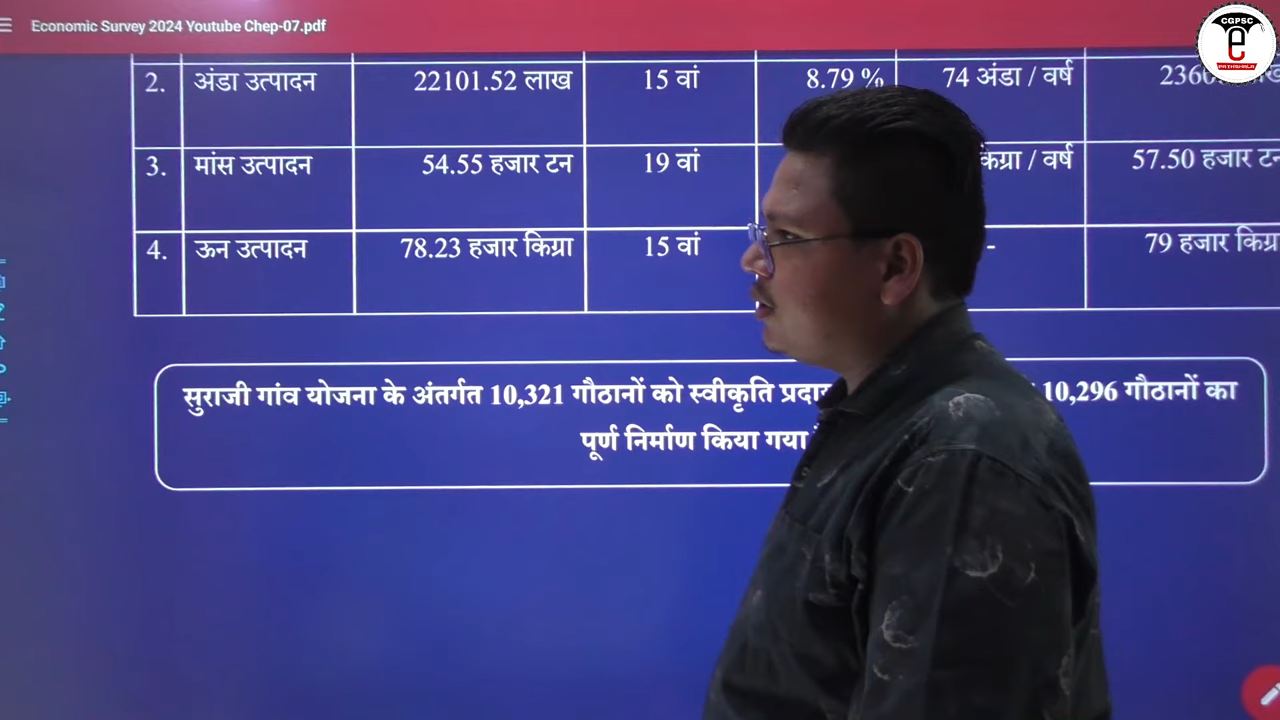 Economic Survey 2024 Youtube Chep-07.pdf
CGPSC
e
PATHSHALA
2. अंडा उत्पादन 22101.52 लाख 15 वां 8.79 % 74 अंडा / वर्ष
3. मांस उत्पादन 54.55 हजार टन 19 वां / वर्ष 57.50 हजार टन
4. ऊन उत्पादन 78.23 हजार किग्रा 15 वां - 79 हजार किग्रा
सुराजी गांव योजना के अंतर्गत 10,321 गौठानों को स्वीकृति 10,296 गौठानों का
पूर्ण निर्माण किया गया